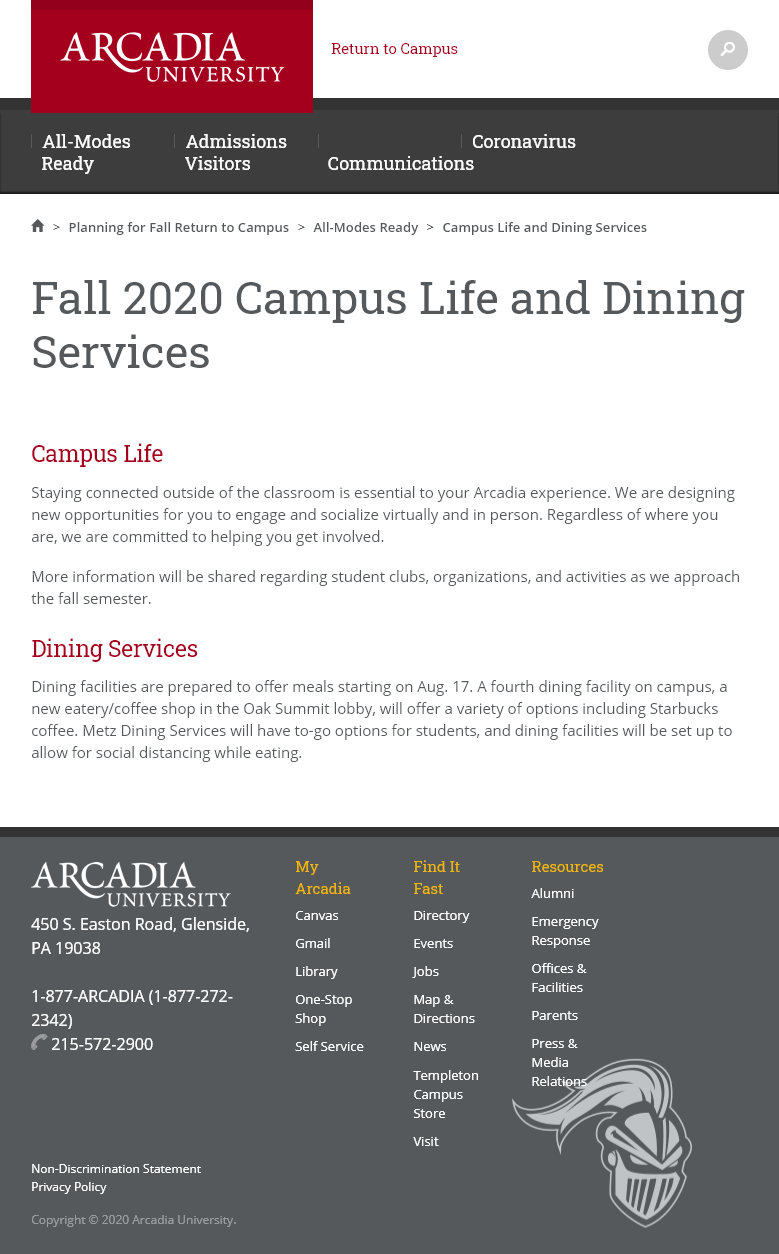 ARCADIA
UNIVERSITY
Return to Campus
All-Modes
Ready
Admissions
Visitors
Communications
Coronavirus
> Planning for Fall Return to Campus > All-Modes Ready > Campus Life and Dining Services
Fall 2020 Campus Life and Dining
Services
Campus Life
Staying connected outside of the classroom is essential to your Arcadia experience. We are designing
new opportunities for you to engage and socialize virtually and in person. Regardless of where you
are, we are committed to helping you get involved.
More information will be shared regarding student clubs, organizations, and activities as we approach
the fall semester.
Dining Services
Dining facilities are prepared to offer meals starting on Aug. 17. A fourth dining facility on campus, a
new eatery/coffee shop in the Oak Summit lobby, will offer a variety of options including Starbucks
coffee. Metz Dining Services will have to-go options for students, and dining facilities will be set up to
allow for social distancing while eating.
ARCADIA
UNIVERSITY
450 S. Easton Road, Glenside,
PA 19038
1-877-ARCADIA (1-877-272-
2342)
215-572-2900
My
Arcadia
Canvas
Gmail
Library
One-Stop
Shop
Self Service
Find It
Fast
Directory
Events
Jobs
Map &
Directions
News
Templeton
Campus
Store
Visit
Resources
Alumni
Emergency
Response
Offices &
Facilities
Parents
Press &
Media
Relations
Non-Discrimination Statement
Privacy Policy
Copyright © 2020 Arcadia University.